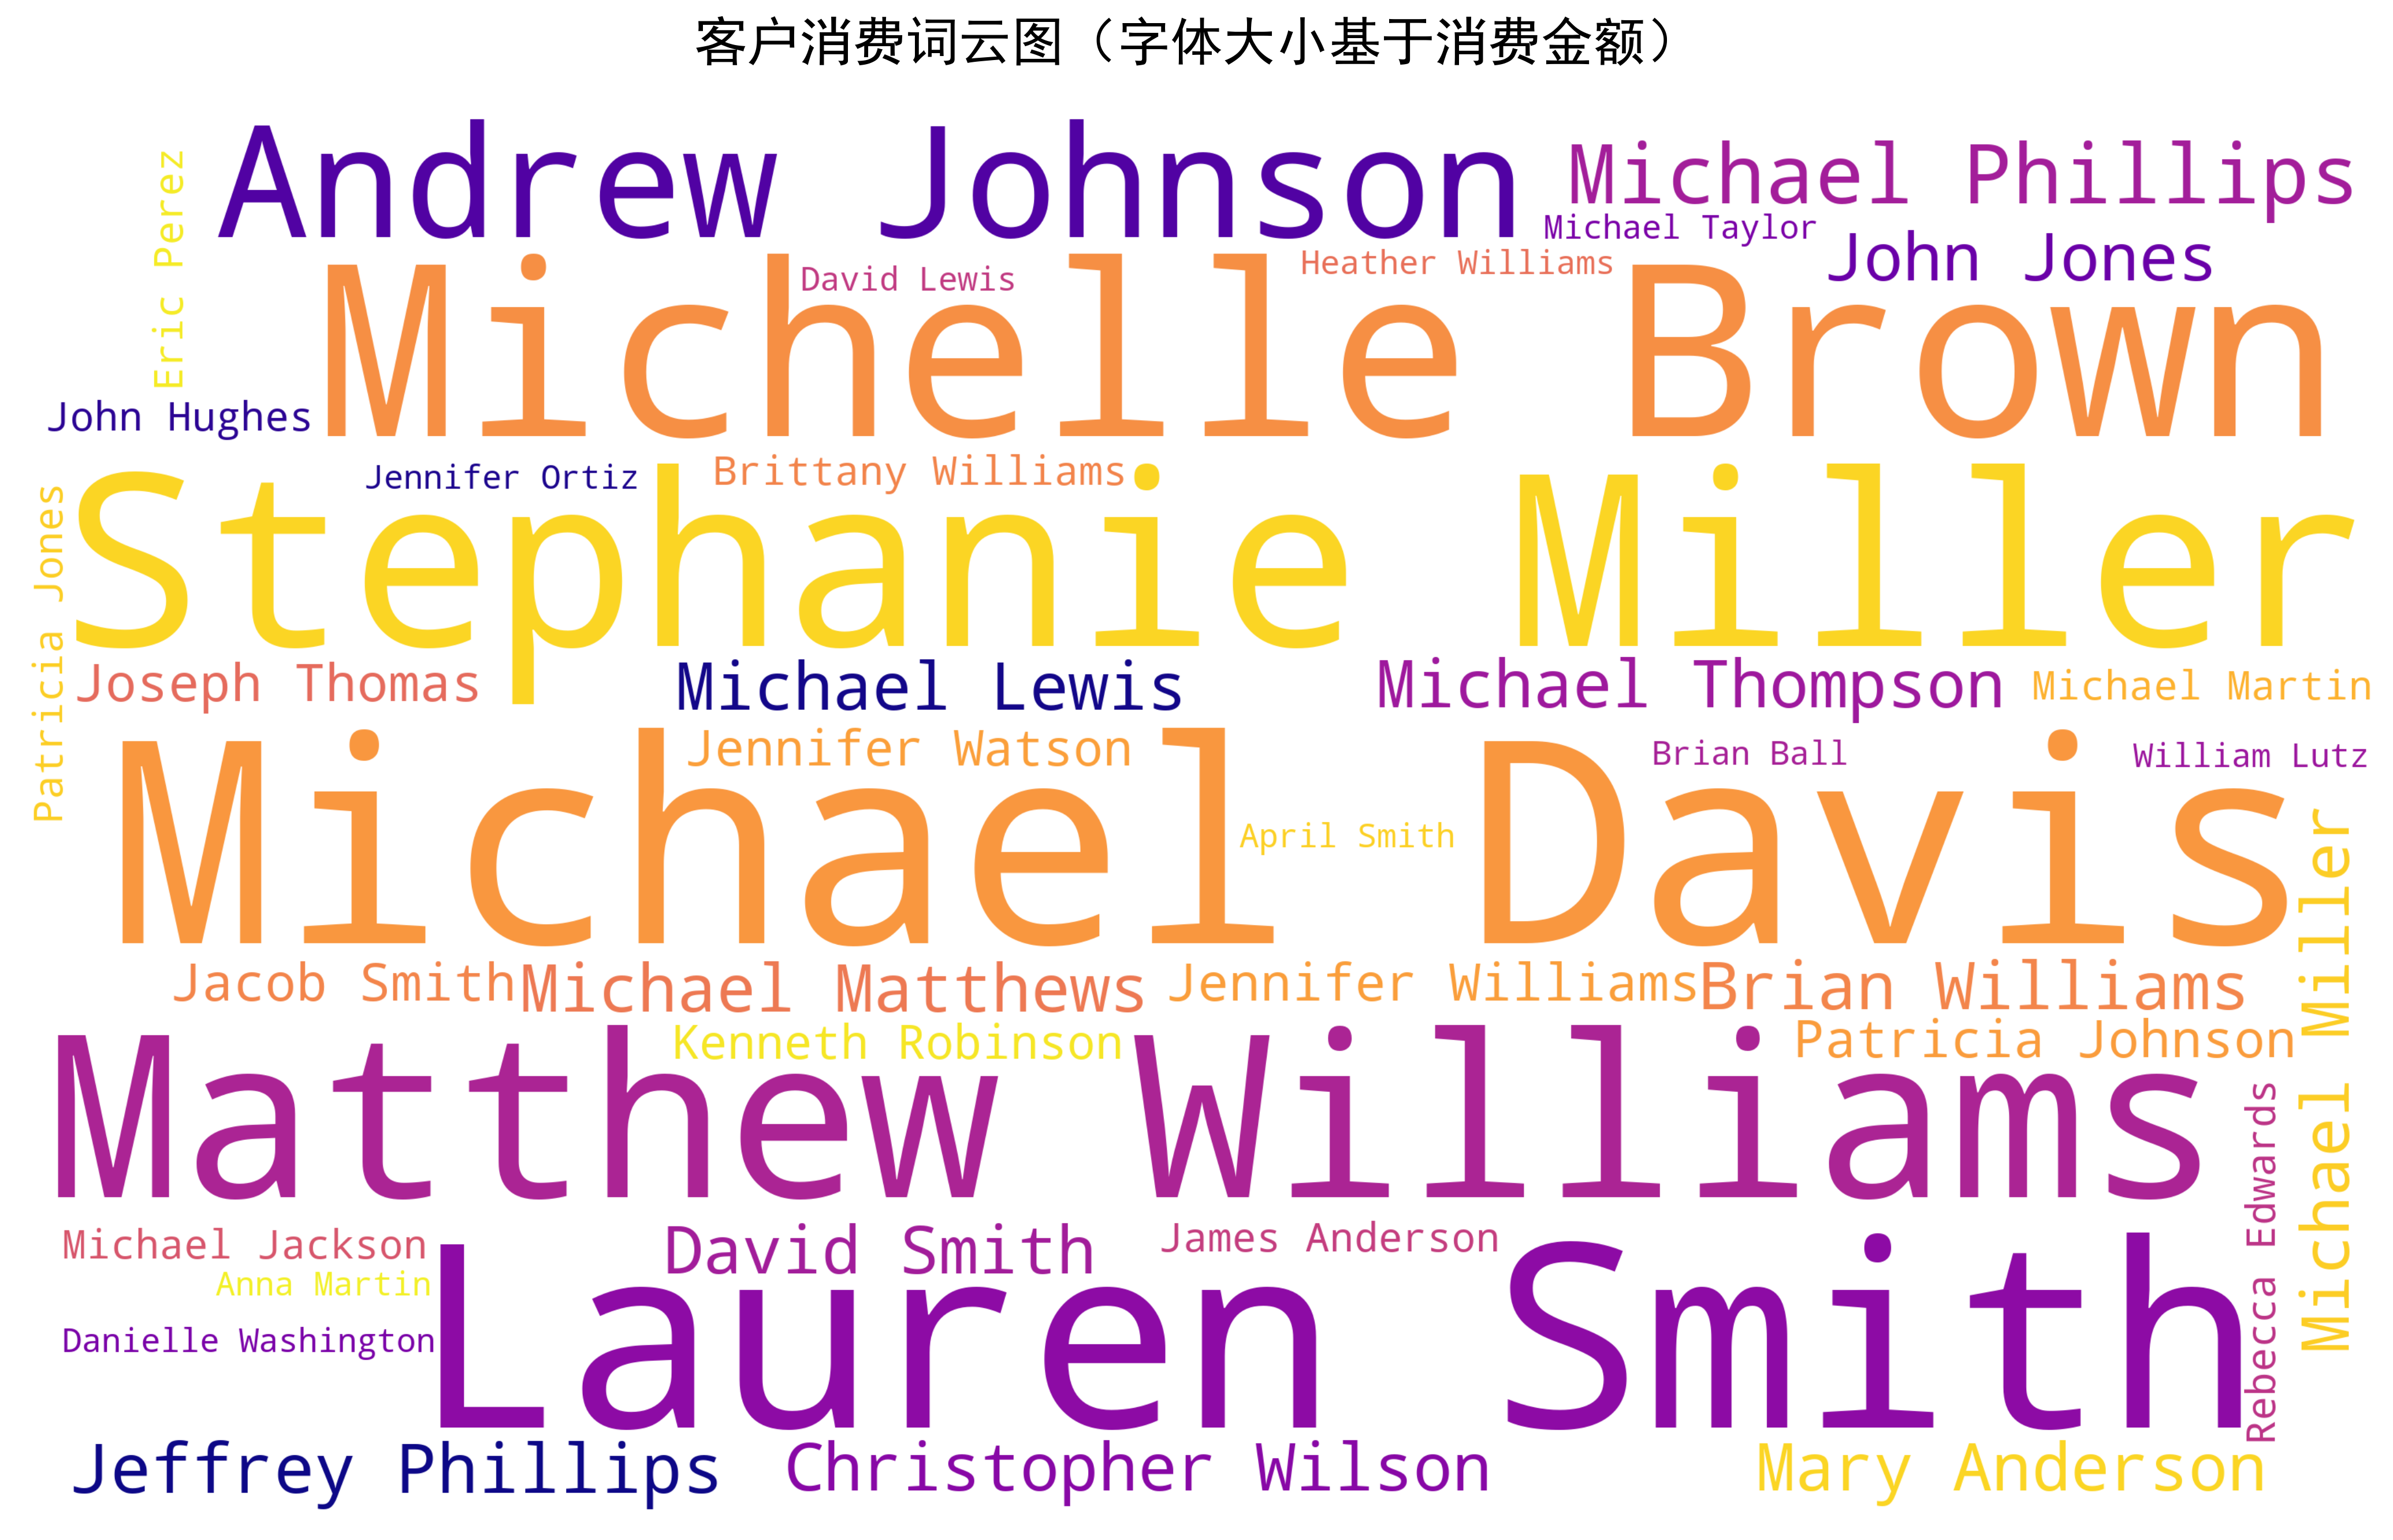 客户消费词云图（字体大小基于消费金额）
Andrew Johnson
Michael Phillips
Eric Perez
Michael Taylor
John Jones
Heather Williams
David Lewis
Michelle Brown
John Hughes
Brittany Williams
Jennifer Ortiz
Stephanie Miller
Patricia Jones
Joseph Thomas
Michael Lewis
Michael Thompson
Michael Martin
Jennifer Watson
Brian Ball
William Lutz
Michael Davis
April Smith
Michael Miller
Jacob Smith
Michael Matthews
Jennifer Williams
Brian Williams
Kenneth Robinson
Patricia Johnson
Matthew Williams
Rebecca Edwards
Michael Jackson
David Smith
James Anderson
Anna Martin
Lauren Smith
Danielle Washington
Jeffrey Phillips
Christopher Wilson
Mary Anderson